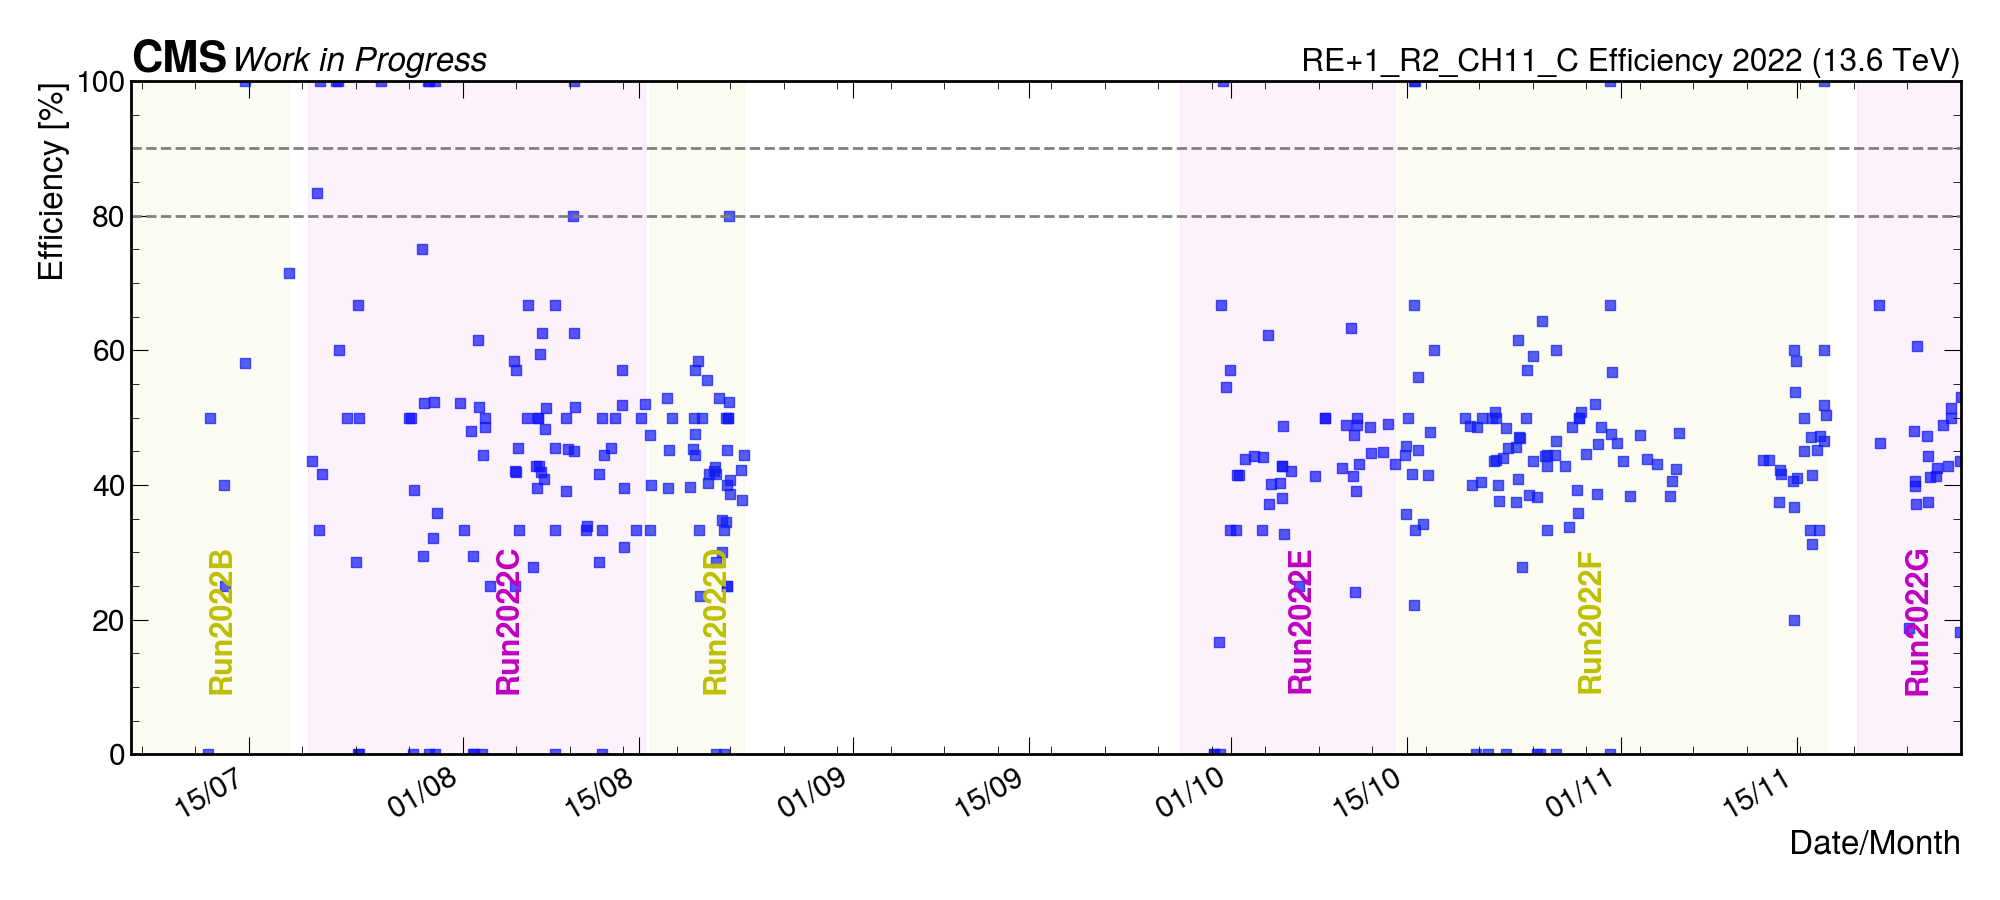 CMS Work in Progress
RE+1_R2_CH11_C Efficiency 2022 (13.6 TeV)
Efficiency [%]
100
80
60
40
20
0
Run2022B
Run2022C
Run2022D
Run2022E
Run2022F
Run2022G
15/07
01/08
15/08
01/09
15/09
01/10
15/10
01/11
15/11
Date/Month